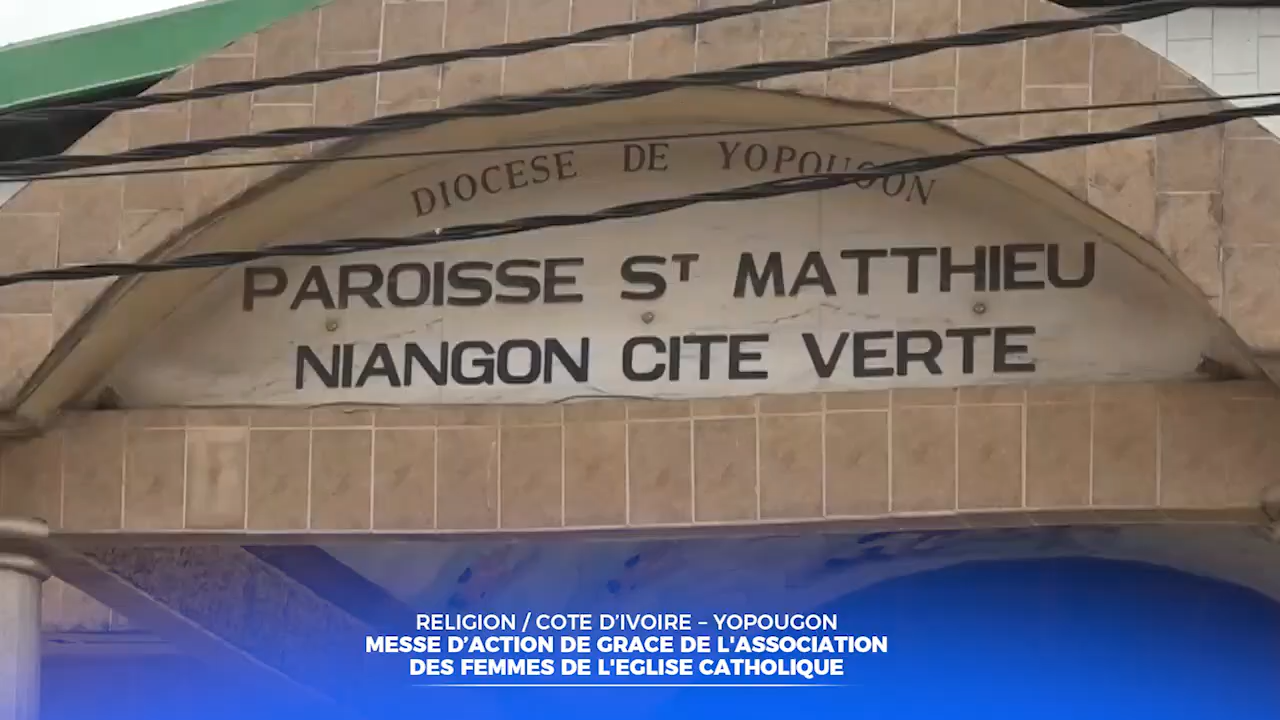 DIOCESE DE YOPOUGON
PAROISSE ST MATTHIEU
NIANGON CITE VERTE
RELIGION / COTE D’IVOIRE – YOPOUGON
MESSE D’ACTION DE GRACE DE L'ASSOCIATION
DES FEMMES DE L'EGLISE CATHOLIQUE